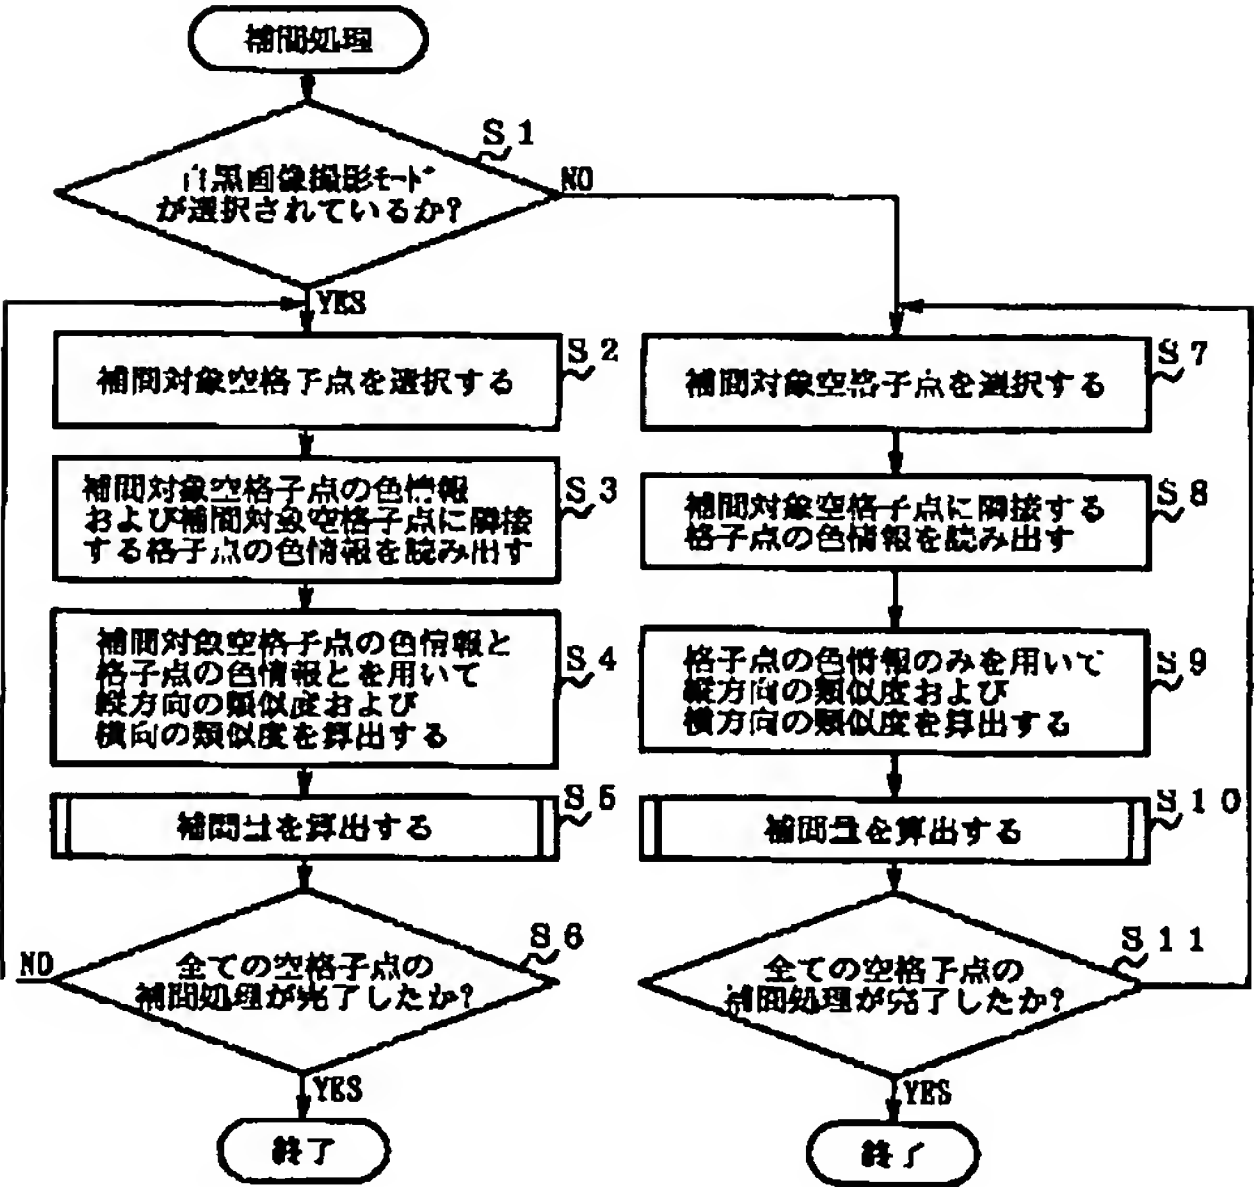 補間処理
S1
白黒画像撮影モード
が選択されているか?
NO
YES
S2
補間対象空格子点を選択する
S3
補間対象空格子点の色情報
および補間対象空格子点に隣接
する格子点の色情報を読み出す
S4
補間対象空格子点の色情報と
格子点の色情報とを用いて
縦方向の類似度および
横向の類似度を算出する
S5
補間量を算出する
S6
全ての空格子点の
補間処理が完了したか?
NO
YES
終了
S7
補間対象空格子点を選択する
S8
補間対象空格子点に隣接する
格子点の色情報を読み出す
S9
格子点の色情報のみを用いて
縦方向の類似度および
横方向の類似度を算出する
S10
補間量を算出する
S11
全ての空格子点の
補間処理が完了したか?
YES
終了